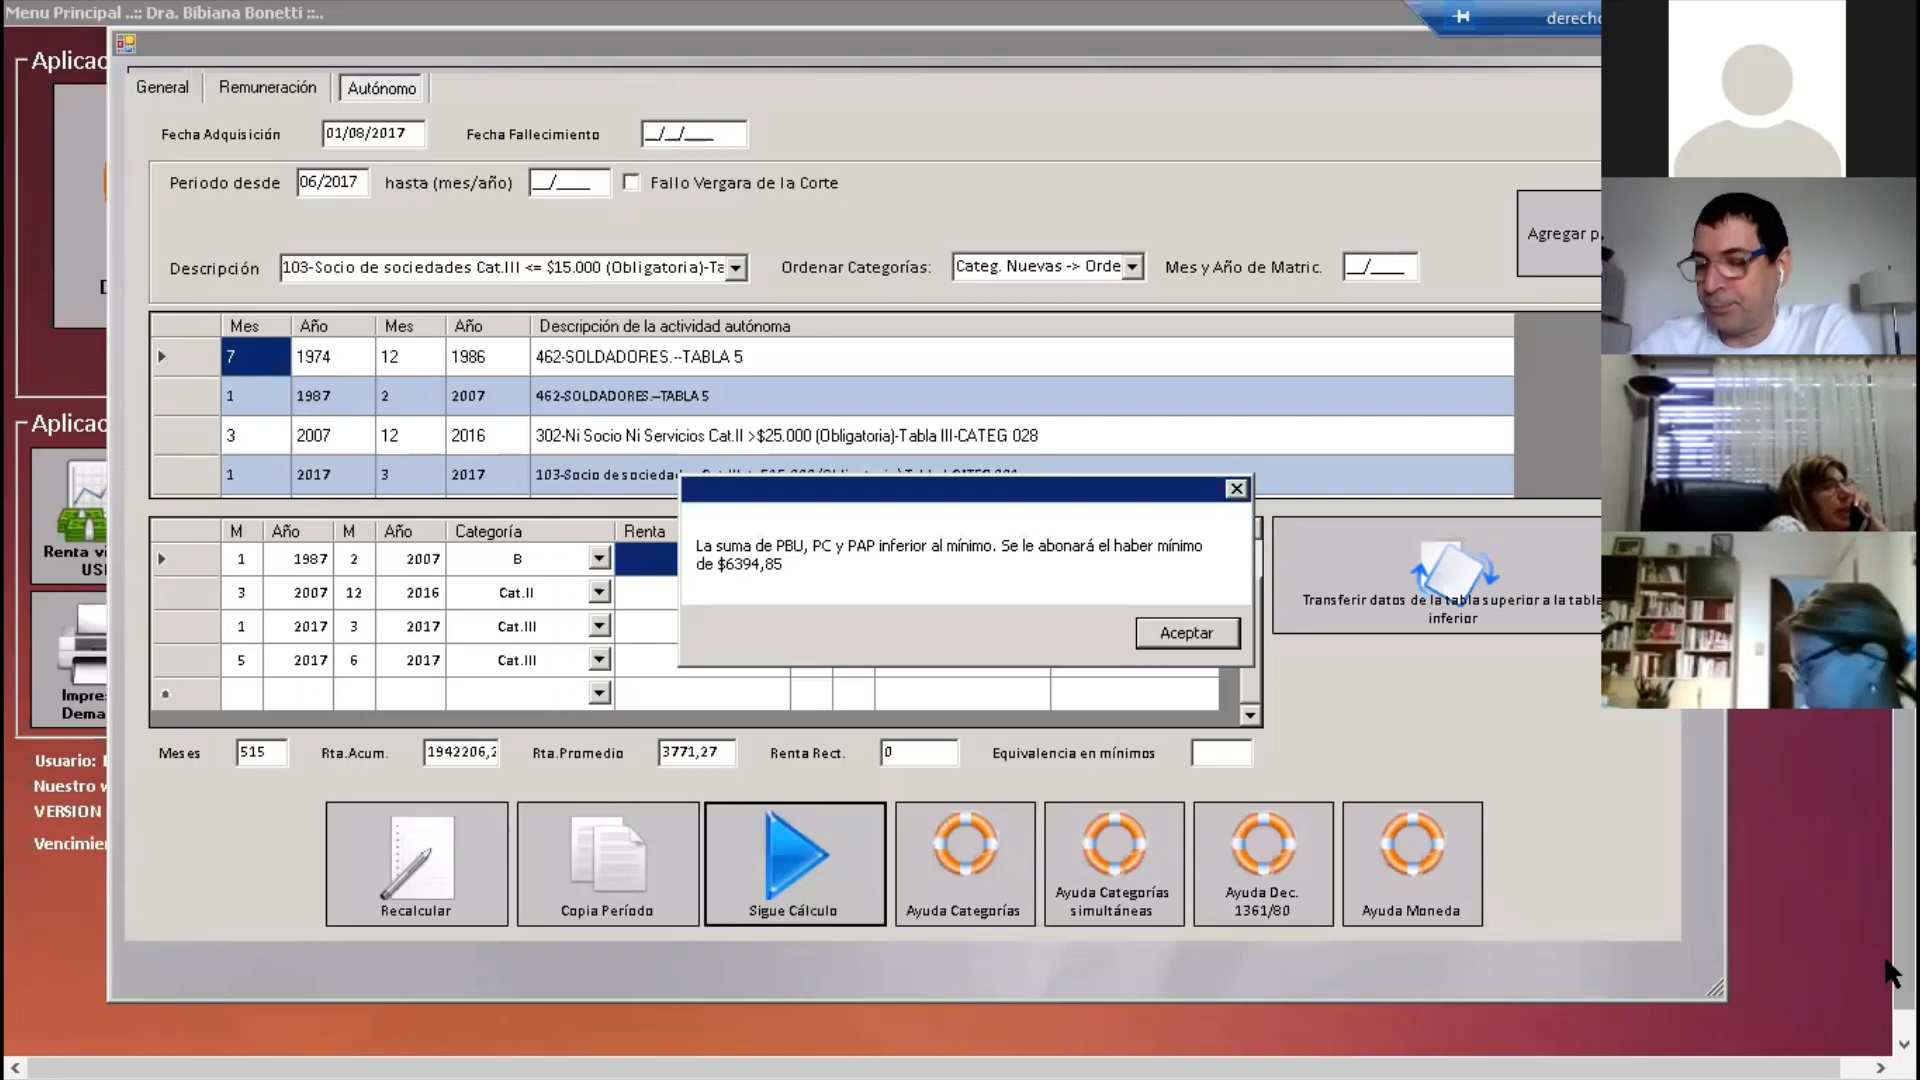 Menu Principal ..:: Dra. Bibiana Bonetti ::..
derecho
Aplicac
General
Remuneración
Autónomo
Fecha Adquisición
01/08/2017
Fecha Fallecimiento
__/__/____
Periodo desde
06/2017
hasta (mes/año)
__/____
Fallo Vergara de la Corte
Agregar p
Descripción
103-Socio de sociedades Cat.III <= $15.000 (Obligatoria)-Ta
Ordenar Categorías:
Categ. Nuevas -> Orde
Mes y Año de Matric.
__/____
Mes Año Mes Año Descripción de la actividad autónoma
7 1974 12 1986 462-SOLDADORES.--TABLA 5
1 1987 2 2007 462-SOLDADORES.--TABLA 5
3 2007 12 2016 302-Ni Socio Ni Servicios Cat.II >$25.000 (Obligatoria)-Tabla III-CATEG 028
1 2017 3 2017 103-Socio de sociedades
Aplicac
Renta vi
US
Impre
Dema
M Año M Año Categoría Renta
1 1987 2 2007 B
3 2007 12 2016 Cat.II
1 2017 3 2017 Cat.III
5 2017 6 2017 Cat.III
La suma de PBU, PC y PAP inferior al mínimo. Se le abonará el haber mínimo
de $6394,85
Aceptar
Transferir datos de la tabla superior a la tabla
inferior
Meses
515
Rta.Acum.
1942206,2
Rta.Promedio
3771,27
Renta Rect.
0
Equivalencia en mínimos
Usuario:
Nuestro
VERSION
Vencimie
Recalcular
Copia Período
Sigue Cálculo
Ayuda Categorías
Ayuda Categorías
simultáneas
Ayuda Dec.
1361/80
Ayuda Moneda